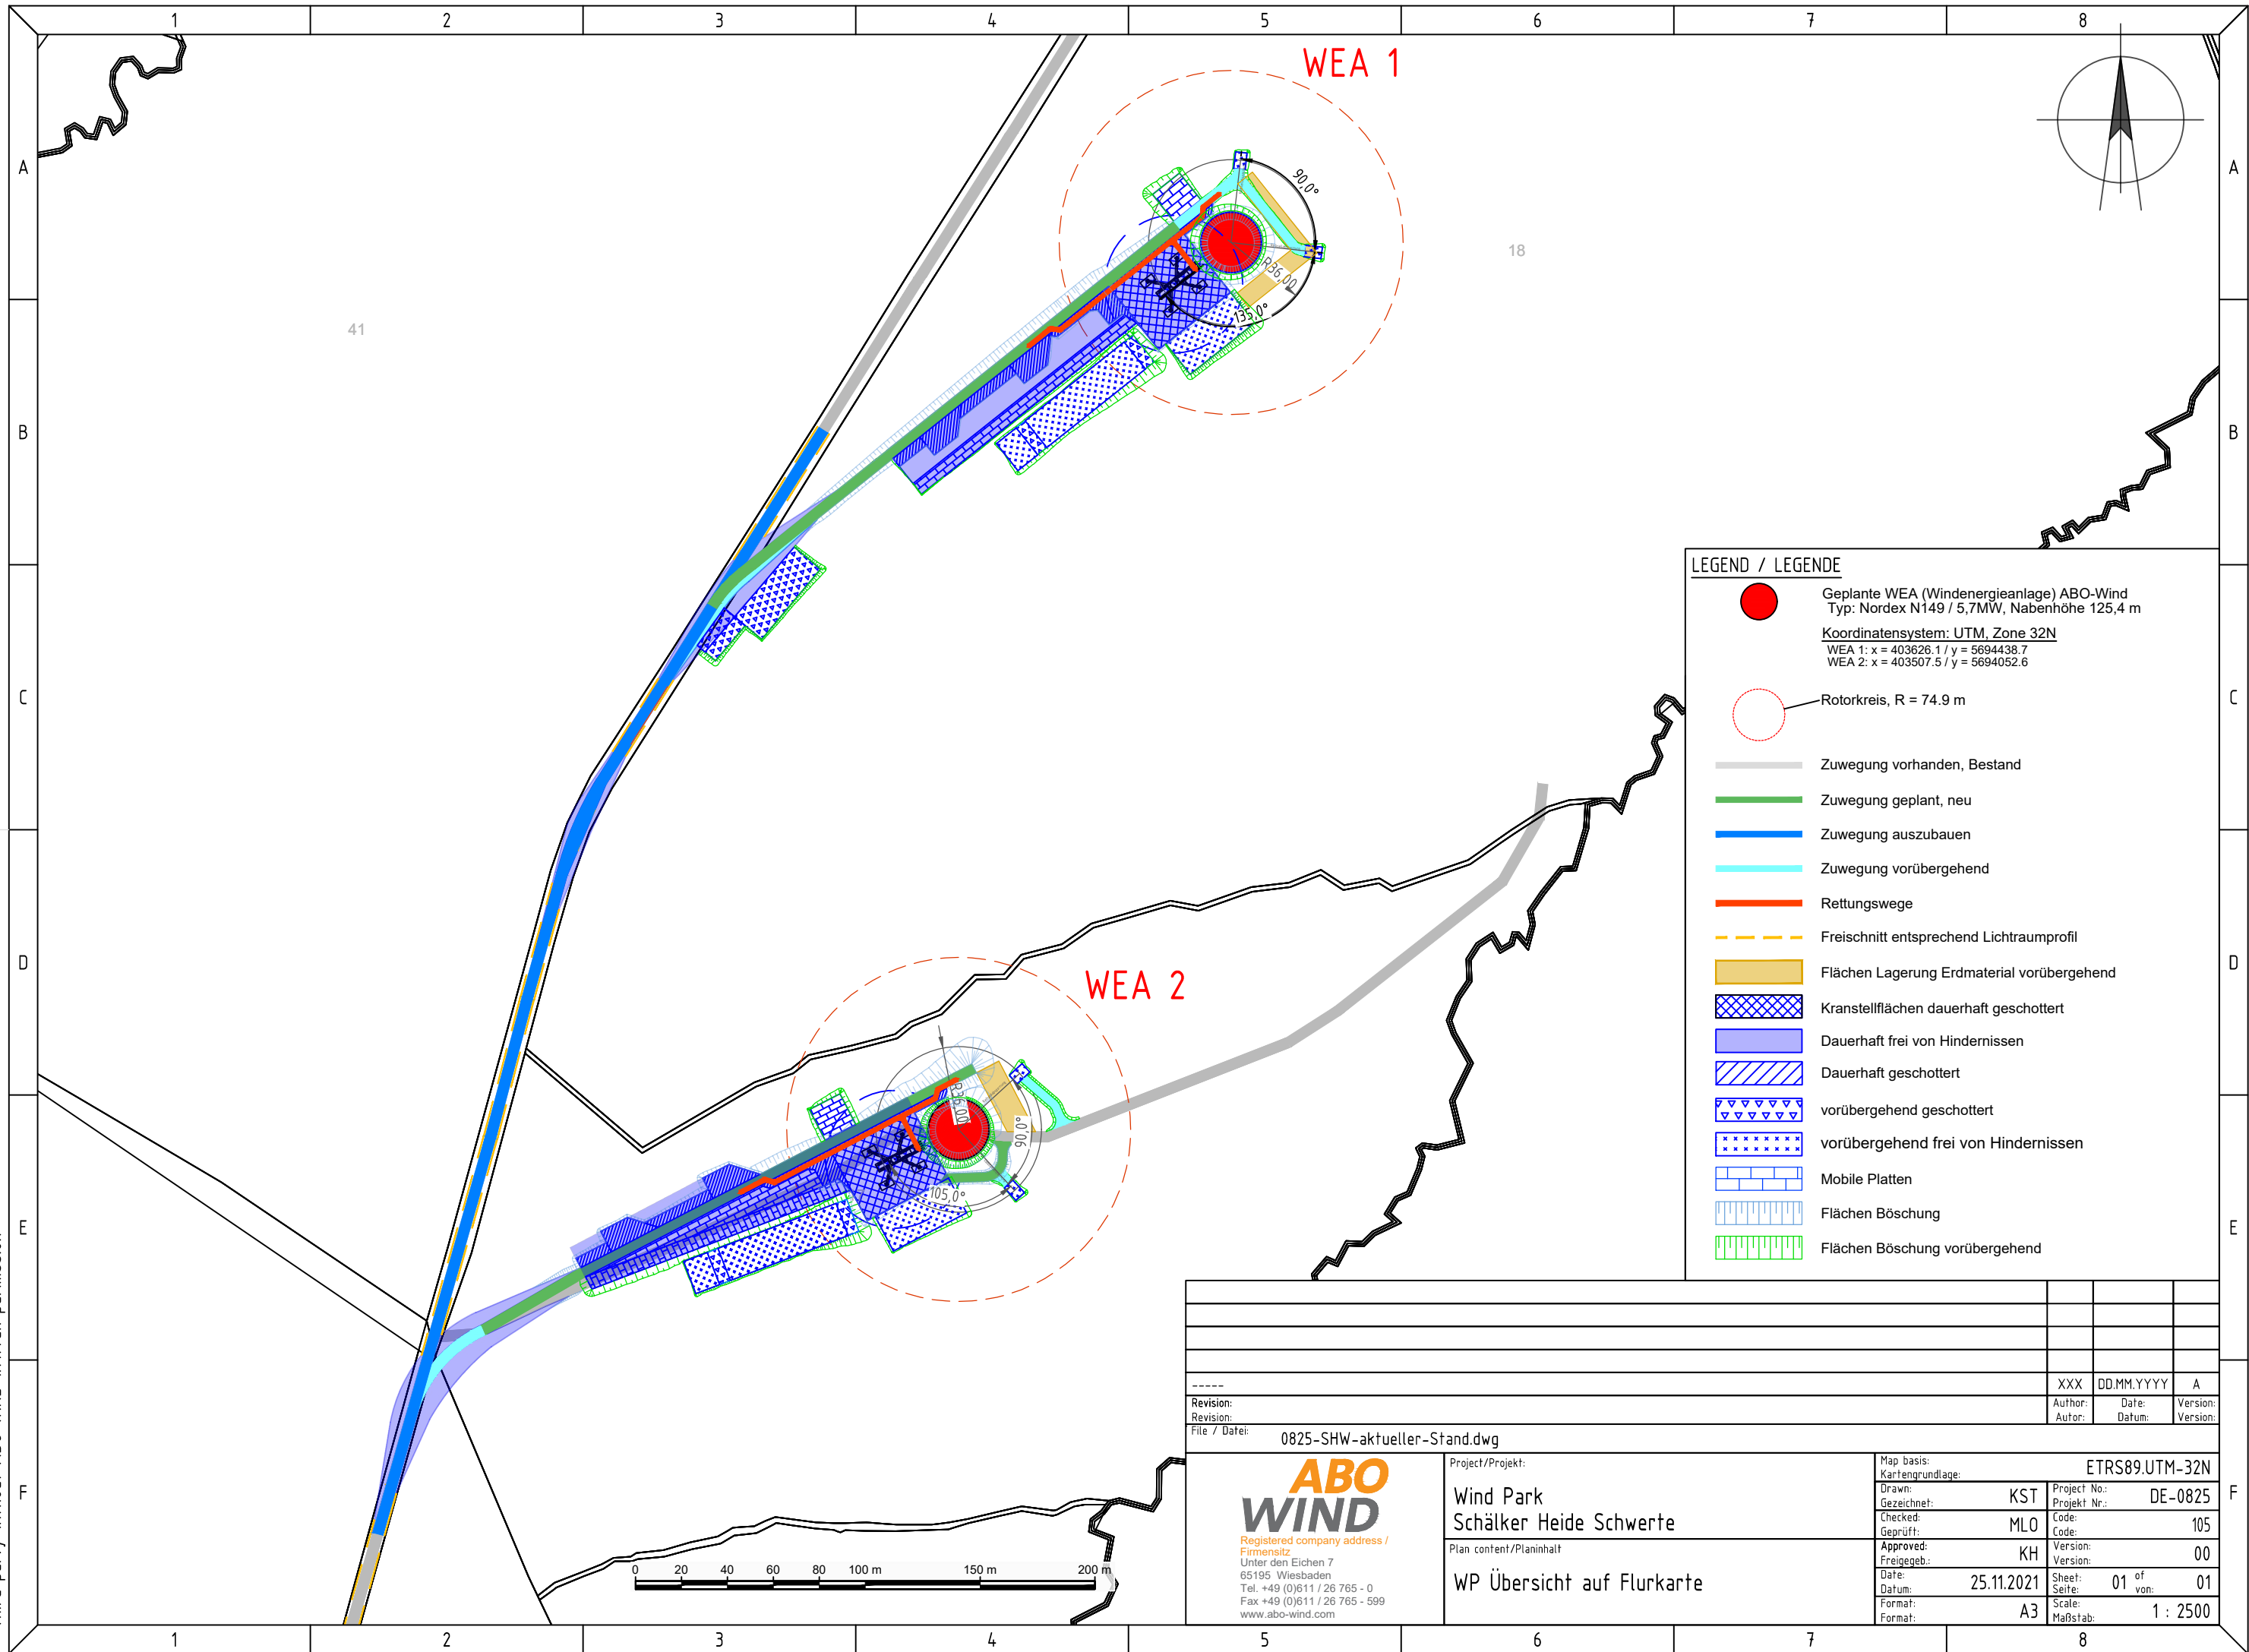 1 2 3 4 5 6 7 8
A A
B B
C C
D D
E E
F F
1 2 3 4 5 6 7 8
WEA 1
90,0°
R36,00
135,0°
18
41
WEA 2
R36,00
90,0°
105,0°
0 20 40 60 80 100 m 150 m 200 m
LEGEND / LEGENDE
Geplante WEA (Windenergieanlage) ABO-Wind
Typ: Nordex N149 / 5,7MW, Nabenhöhe 125,4 m
Koordinatensystem: UTM, Zone 32N
WEA 1: x = 403626.1 / y = 5694438.7
WEA 2: x = 403507.5 / y = 5694052.6
Rotorkreis, R = 74.9 m
Zuwegung vorhanden, Bestand
Zuwegung geplant, neu
Zuwegung auszubauen
Zuwegung vorübergehend
Rettungswege
Freischnitt entsprechend Lichtraumprofil
Flächen Lagerung Erdmaterial vorübergehend
Kranstellflächen dauerhaft geschottert
Dauerhaft frei von Hindernissen
Dauerhaft geschottert
vorübergehend geschottert
vorübergehend frei von Hindernissen
Mobile Platten
Flächen Böschung
Flächen Böschung vorübergehend
----- XXX DD.MM.YYYY A
Revision: Author: Date: Version:
Revision: Autor: Datum: Version:
File / Datei: 0825-SHW-aktueller-Stand.dwg
ABO
WIND
Registered company address /
Firmensitz
Unter den Eichen 7
65195 Wiesbaden
Tel. +49 (0)611 / 26 765 - 0
Fax +49 (0)611 / 26 765 - 599
www.abo-wind.com
Project/Projekt:
Wind Park
Schälker Heide Schwerte
Plan content/Planinhalt
WP Übersicht auf Flurkarte
Map basis:
Kartengrundlage: ETRS89.UTM-32N
Drawn:
Gezeichnet: KST
Project No.:
Projekt Nr.: DE-0825
Checked:
Geprüft: MLO
Code:
Code: 105
Approved:
Freigegeb.: KH
Version:
Version: 00
Date:
Datum: 25.11.2021
Sheet:
Seite: 01 of
von: 01
Format:
Format: A3
Scale:
Maßstab: 1 : 2500